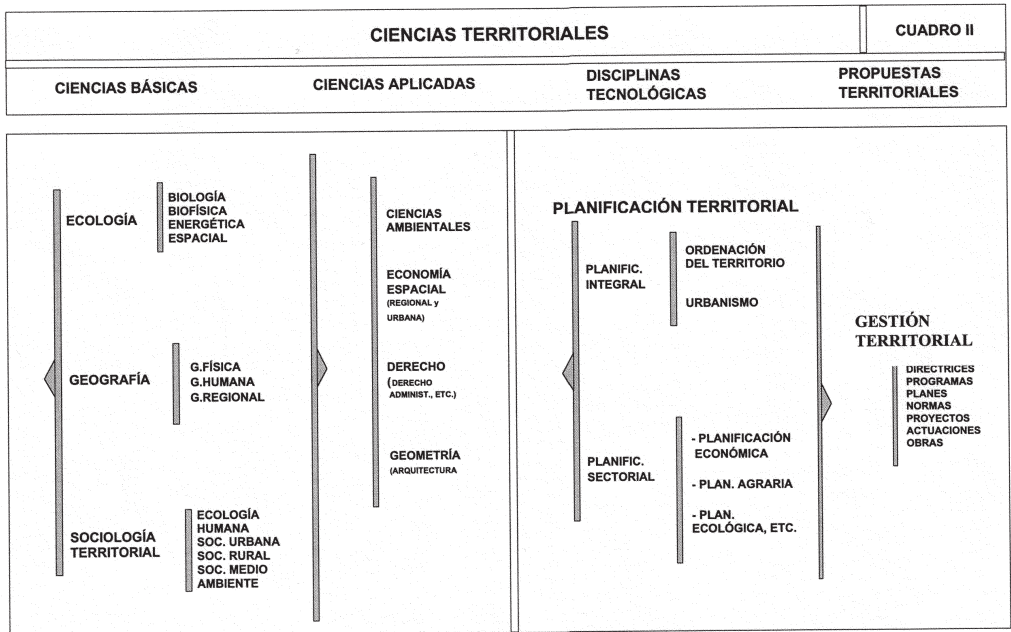 CIENCIAS TERRITORIALES
CUADRO II
CIENCIAS BÁSICAS
CIENCIAS APLICADAS
DISCIPLINAS
TECNOLÓGICAS
PROPUESTAS
TERRITORIALES
ECOLOGÍA
BIOLOGÍA
BIOFÍSICA
ENERGÉTICA
ESPACIAL
GEOGRAFÍA
G.FÍSICA
G.HUMANA
G.REGIONAL
SOCIOLOGÍA
TERRITORIAL
ECOLOGÍA
HUMANA
SOC. URBANA
SOC. RURAL
SOC. MEDIO
AMBIENTE
CIENCIAS
AMBIENTALES
ECONOMÍA
ESPACIAL
(REGIONAL y
URBANA)
DERECHO
(DERECHO
ADMINIST., ETC.)
GEOMETRÍA
(ARQUITECTURA
PLANIFICACIÓN TERRITORIAL
PLANIFIC.
INTEGRAL
ORDENACIÓN
DEL TERRITORIO
URBANISMO
PLANIFIC.
SECTORIAL
- PLANIFICACIÓN
ECONÓMICA
- PLAN. AGRARIA
- PLAN.
ECOLÓGICA, ETC.
GESTIÓN
TERRITORIAL
DIRECTRICES
PROGRAMAS
PLANES
NORMAS
PROYECTOS
ACTUACIONES
OBRAS